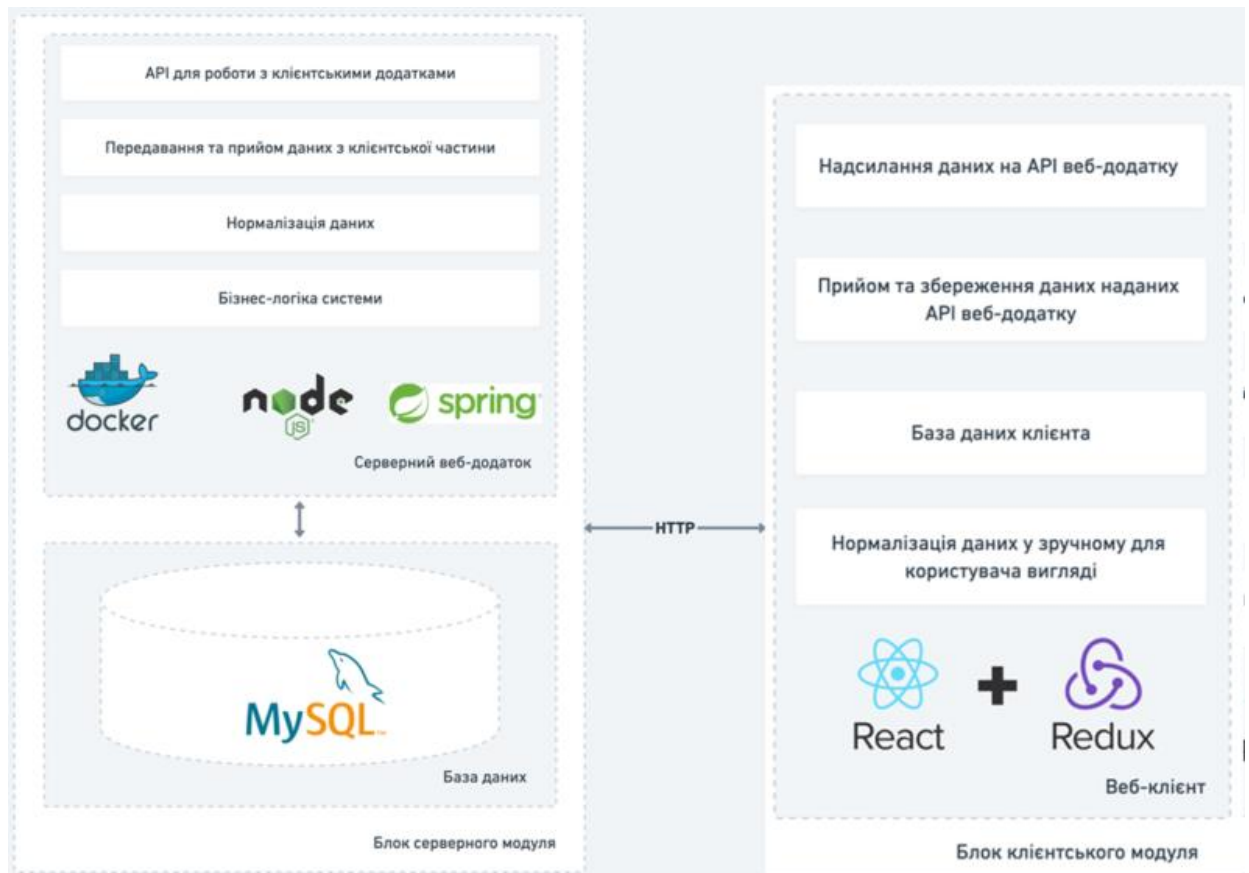 API для роботи з клієнтськими додатками
Передавання та прийом даних з клієнтської частини
Нормалізація даних
Бізнес-логіка системи
docker
node
JS
spring
Серверний веб-додаток
MySQL
База даних
Блок серверного модуля
HTTP
Надсилання даних на API веб-додатку
Прийом та збереження даних наданих
API веб-додатку
База даних клієнта
Нормалізація даних у зручному для
користувача вигляді
React
Redux
Веб-клієнт
Блок клієнтського модуля